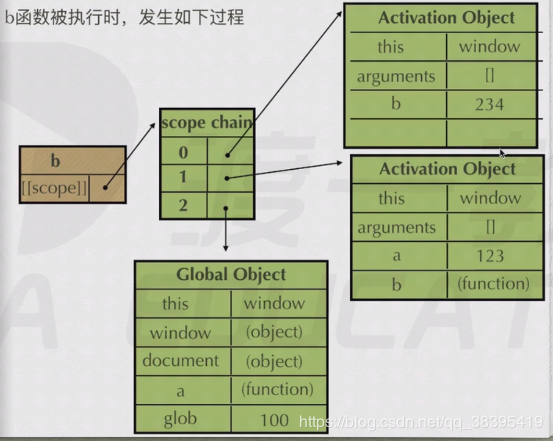 b函数被执行时，发生如下过程
Activation Object
this window
arguments []
b 234
scope chain
0
1
2
b
[[scope]]
Activation Object
this window
arguments []
a 123
b (function)
Global Object
this window
window (object)
document (object)
a (function)
glob 100
https://blog.csdn.net/qq_38395419